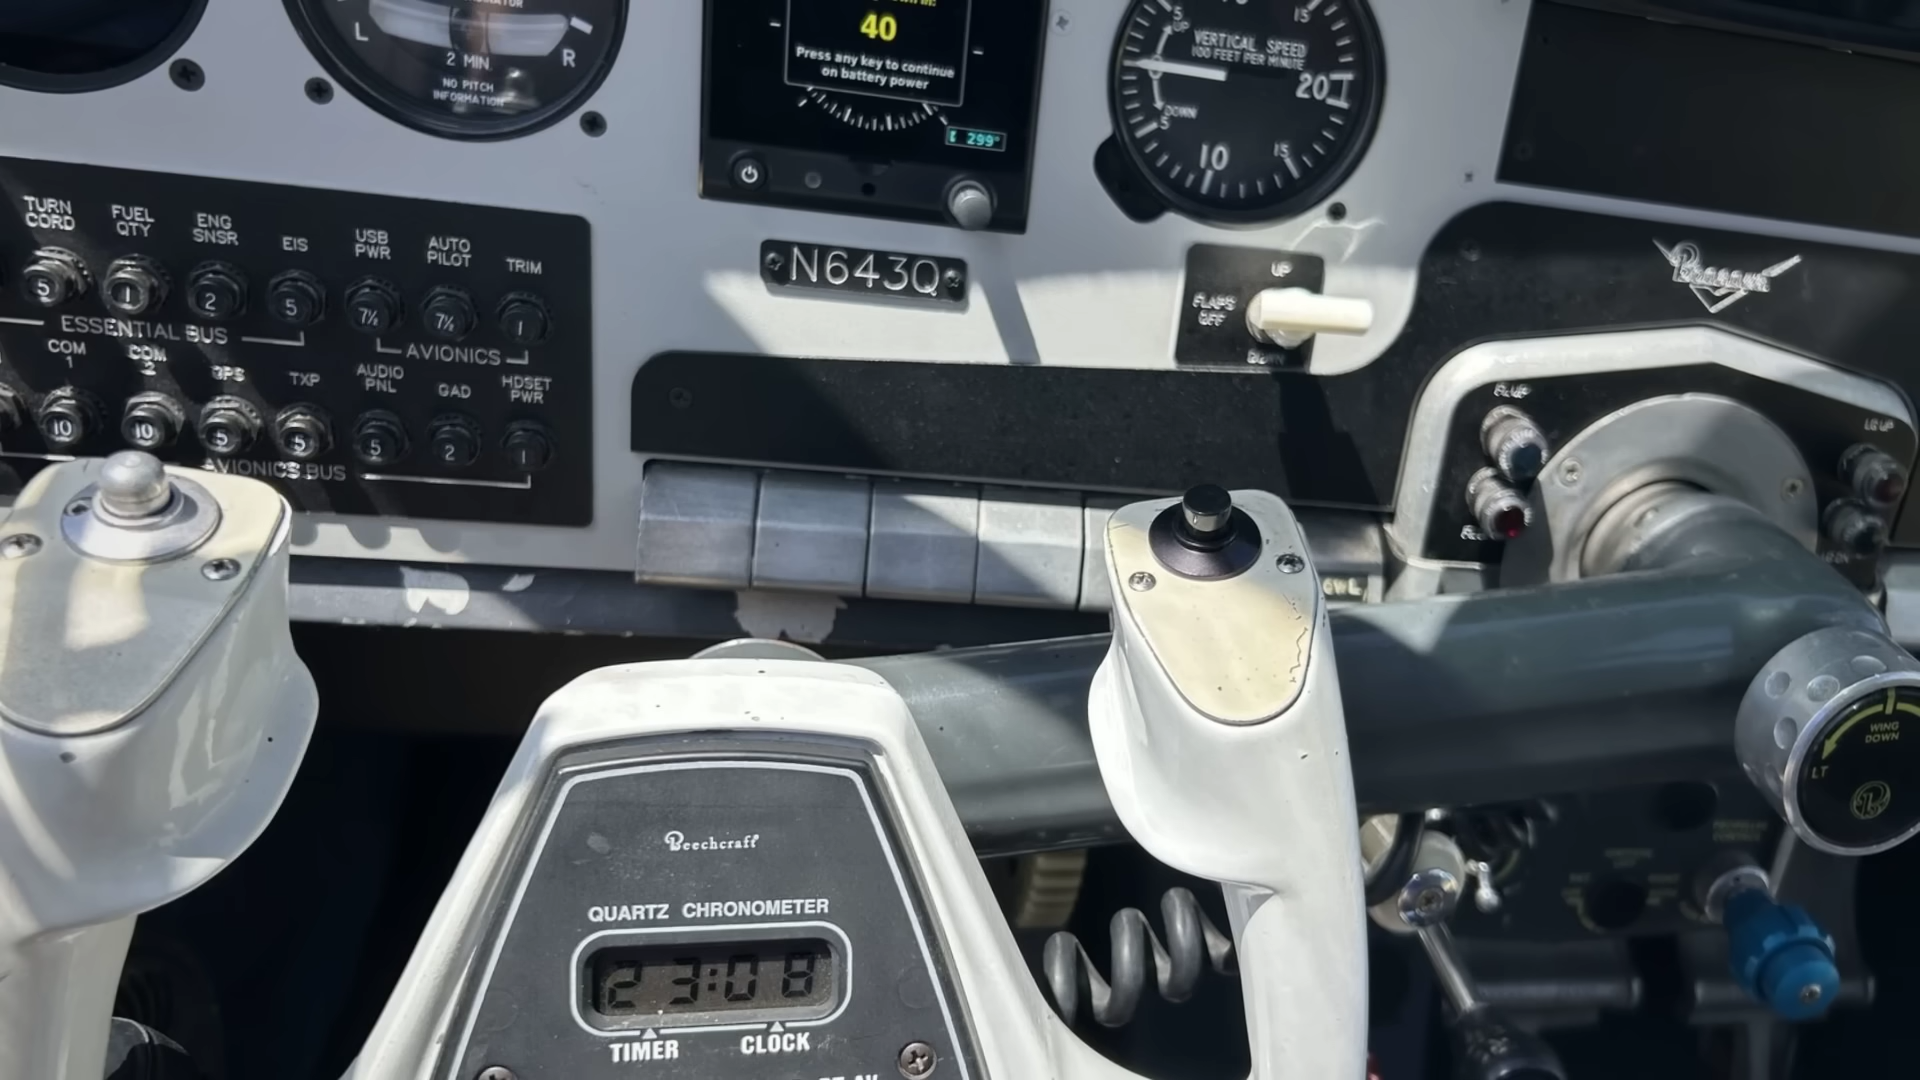 40
Press any key to continue
on battery power
299°
L
R
2 MIN.
NO PITCH
INFORMATION
VERTICAL SPEED
100 FEET PER MINUTE
UP
DOWN
5
5
15
20
15
10
TURN
CORD
FUEL
QTY
ENG
SNSR
EIS
USB
PWR
AUTO
PILOT
TRIM
5
1
2
5
7½
7½
1
ESSENTIAL BUS
AVIONICS
COM
1
COM
2
GPS
TXP
AUDIO
PNL
GAD
HDSET
PWR
10
10
5
5
5
2
1
AVIONICS BUS
N643Q
UP
FLAPS
OFF
DOWN
Bonanza
LG UP
Beechcraft
QUARTZ CHRONOMETER
23:08
TIMER
CLOCK
WING
DOWN
LT
B